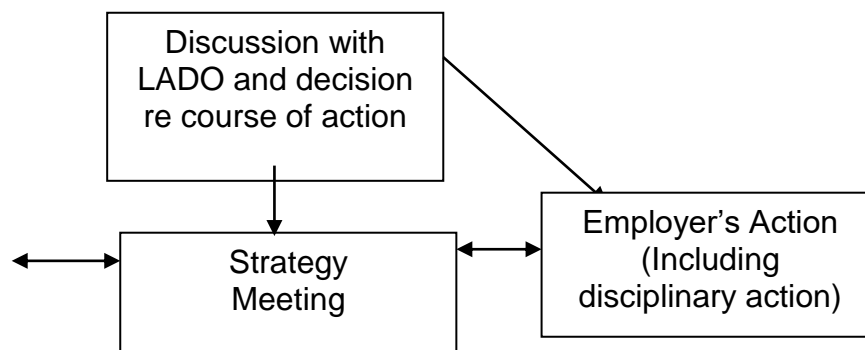 Discussion with
LADO and decision
re course of action
Strategy
Meeting
Employer's Action
(Including
disciplinary action)